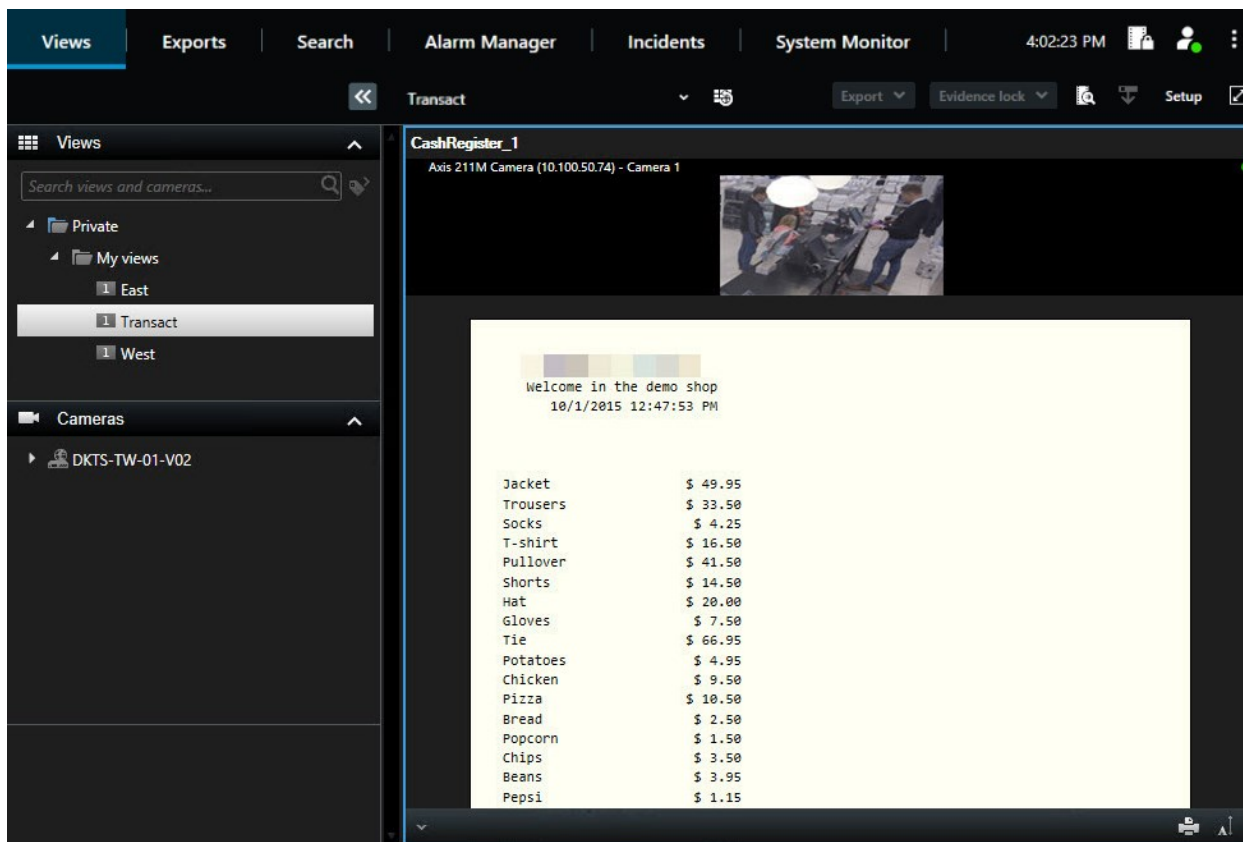 Views
Exports
Search
Alarm Manager
Incidents
System Monitor
4:02:23 PM
Transact
Export
Evidence lock
Setup
Views
Search views and cameras...
Private
My views
1 East
1 Transact
1 West
Cameras
DKTS-TW-01-V02
CashRegister_1
Axis 211M Camera (10.100.50.74) - Camera 1
Welcome in the demo shop
10/1/2015 12:47:53 PM
Jacket $ 49.95
Trousers $ 33.50
Socks $ 4.25
T-shirt $ 16.50
Pullover $ 41.50
Shorts $ 14.50
Hat $ 20.00
Gloves $ 7.50
Tie $ 66.95
Potatoes $ 4.95
Chicken $ 9.50
Pizza $ 10.50
Bread $ 2.50
Popcorn $ 1.50
Chips $ 3.50
Beans $ 3.95
Pepsi $ 1.15
A